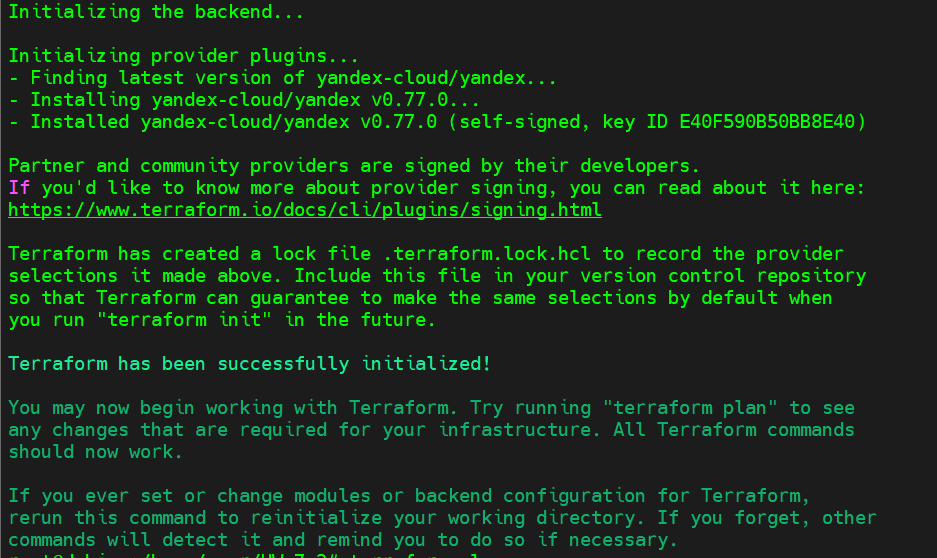 Initializing the backend...
Initializing provider plugins...
- Finding latest version of yandex-cloud/yandex...
- Installing yandex-cloud/yandex v0.77.0...
- Installed yandex-cloud/yandex v0.77.0 (self-signed, key ID E40F590B50BB8E40)
Partner and community providers are signed by their developers.
If you'd like to know more about provider signing, you can read about it here:
https://www.terraform.io/docs/cli/plugins/signing.html
Terraform has created a lock file .terraform.lock.hcl to record the provider
selections it made above. Include this file in your version control repository
so that Terraform can guarantee to make the same selections by default when
you run "terraform init" in the future.
Terraform has been successfully initialized!
You may now begin working with Terraform. Try running "terraform plan" to see
any changes that are required for your infrastructure. All Terraform commands
should now work.
If you ever set or change modules or backend configuration for Terraform,
rerun this command to reinitialize your working directory. If you forget, other
commands will detect it and remind you to do so if necessary.